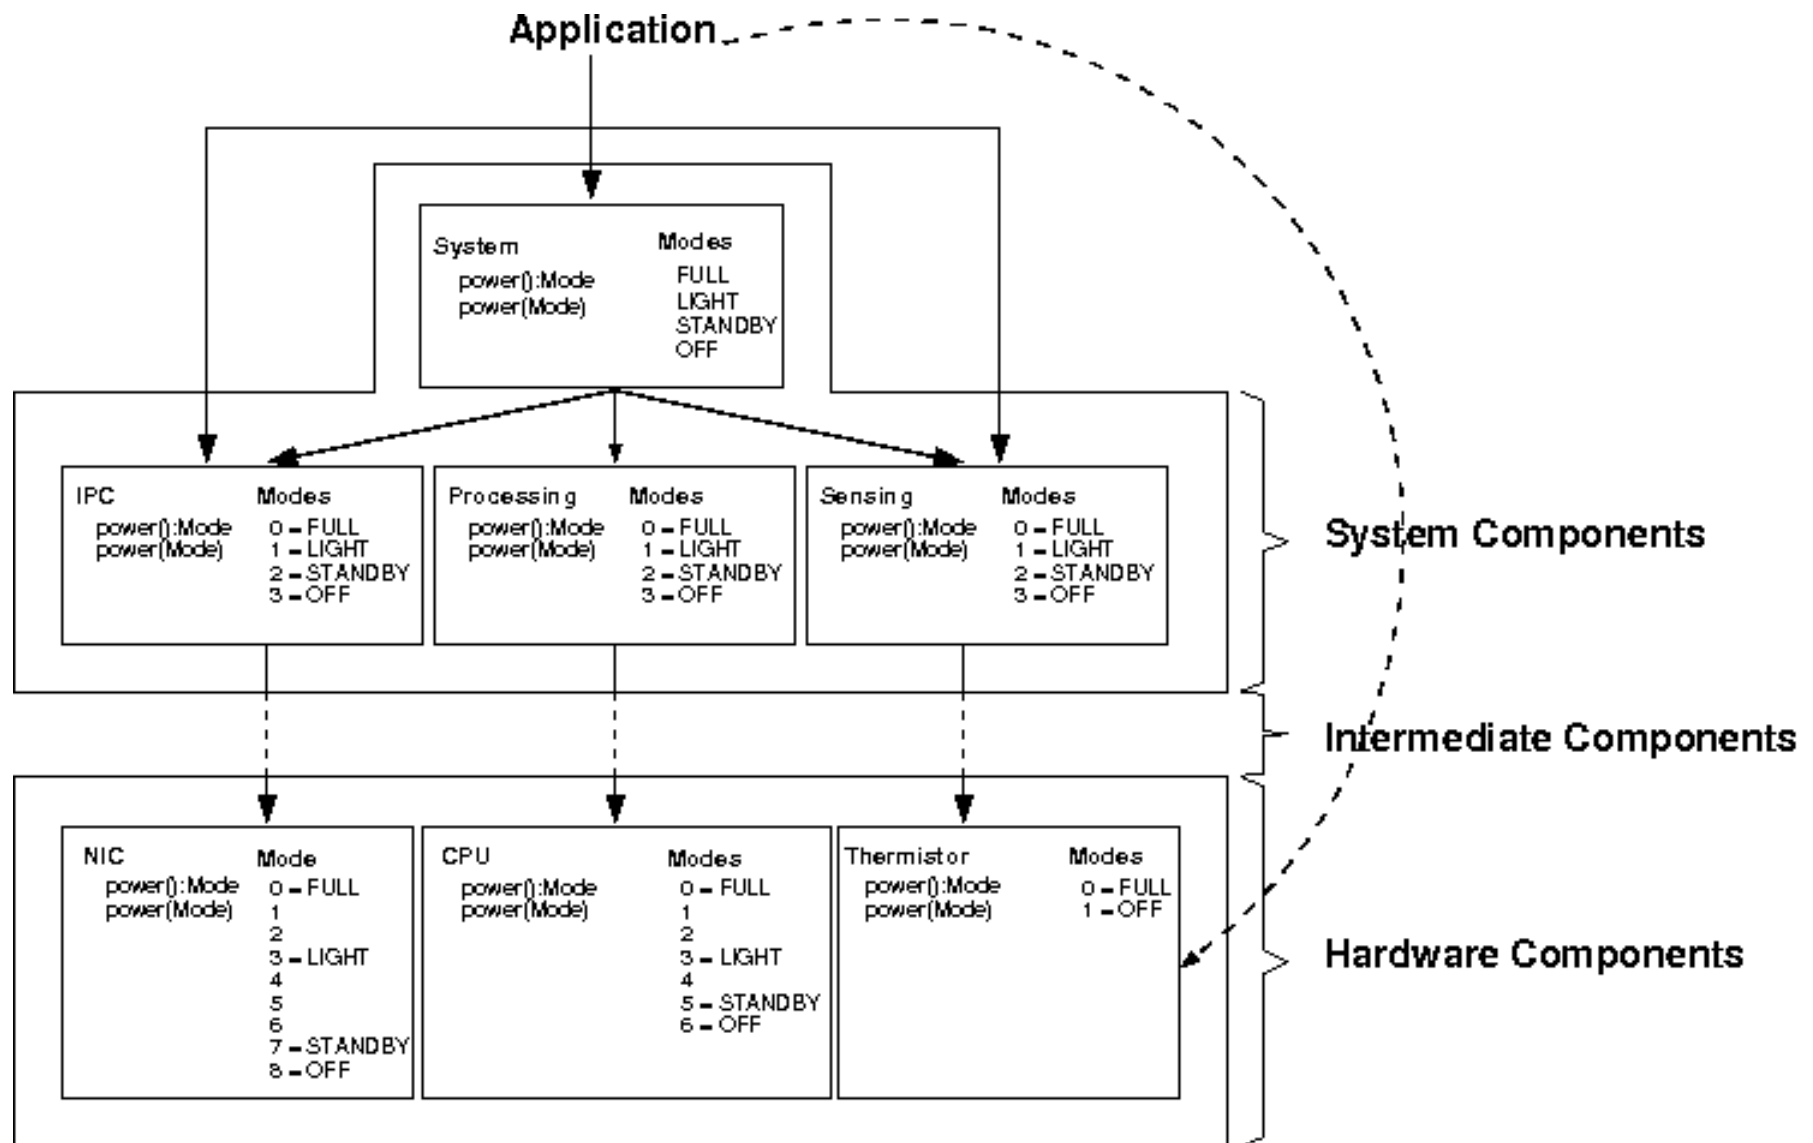 Application
System
Modes
power():Mode
power(Mode)
FULL
LIGHT
STANDBY
OFF
IPC
Modes
power():Mode
power(Mode)
0 – FULL
1 – LIGHT
2 – STANDBY
3 – OFF
Processing
Modes
power():Mode
power(Mode)
0 – FULL
1 – LIGHT
2 – STANDBY
3 – OFF
Sensing
Modes
power():Mode
power(Mode)
0 – FULL
1 – LIGHT
2 – STANDBY
3 – OFF
System Components
Intermediate Components
NIC
Mode
power():Mode
power(Mode)
0 – FULL
1
2
3 – LIGHT
4
5
6
7 – STANDBY
8 – OFF
CPU
Modes
power():Mode
power(Mode)
0 – FULL
1
2
3 – LIGHT
4
5 – STANDBY
6 – OFF
Thermistor
Modes
power():Mode
power(Mode)
0 – FULL
1 – OFF
Hardware Components